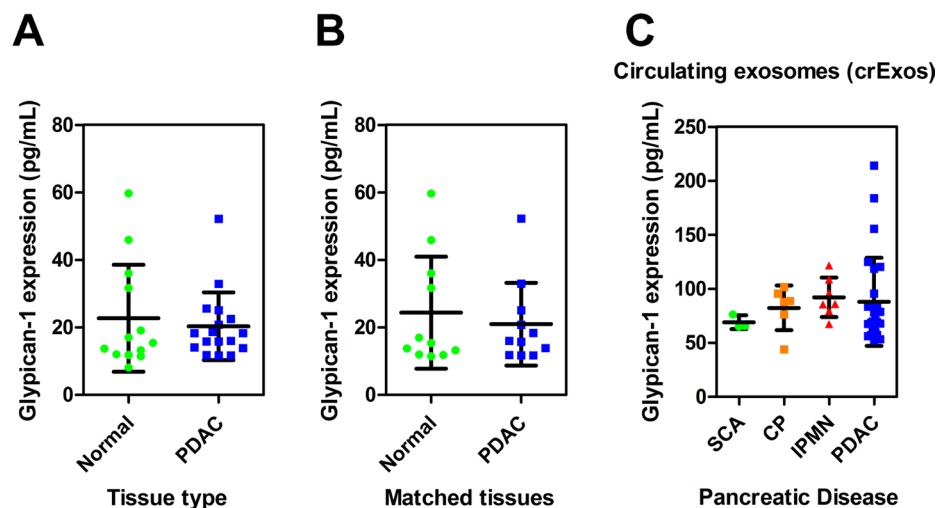 A
B
C
Circulating exosomes (crExos)
Glypican-1 expression (pg/mL)
80
60
40
20
0
Normal
PDAC
Tissue type
Glypican-1 expression (pg/mL)
80
60
40
20
0
Normal
PDAC
Matched tissues
Glypican-1 expression (pg/mL)
250
200
150
100
50
0
SCA
CP
IPMN
PDAC
Pancreatic Disease